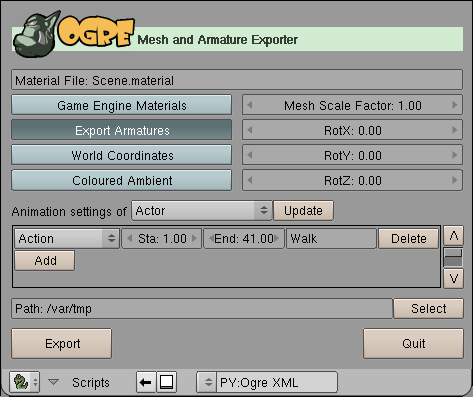 OGRE Mesh and Armature Exporter
Material File: Scene.material
Game Engine Materials Mesh Scale Factor: 1.00
Export Armatures RotX: 0.00
World Coordinates RotY: 0.00
Coloured Ambient RotZ: 0.00
Animation settings of Actor Update
Action Sta: 1.00 End: 41.00 Walk Delete
Add
Path: /var/tmp Select
Export Quit
Scripts PY:Ogre XML